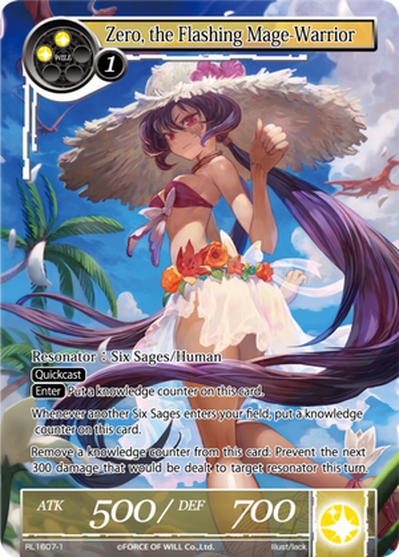 Zero, the Flashing Mage-Warrior
WILL
1
Resonator : Six Sages/Human
Quickcast
Enter Put a knowledge counter on this card.
Whenever another Six Sages enters your field, put a knowledge
counter on this card.
Remove a knowledge counter from this card: Prevent the next
300 damage that would be dealt to target resonator this turn.
ATK 500/ DEF 700
RL1607-1 ©FORCE OF WILL Co.,Ltd. Illust/lack